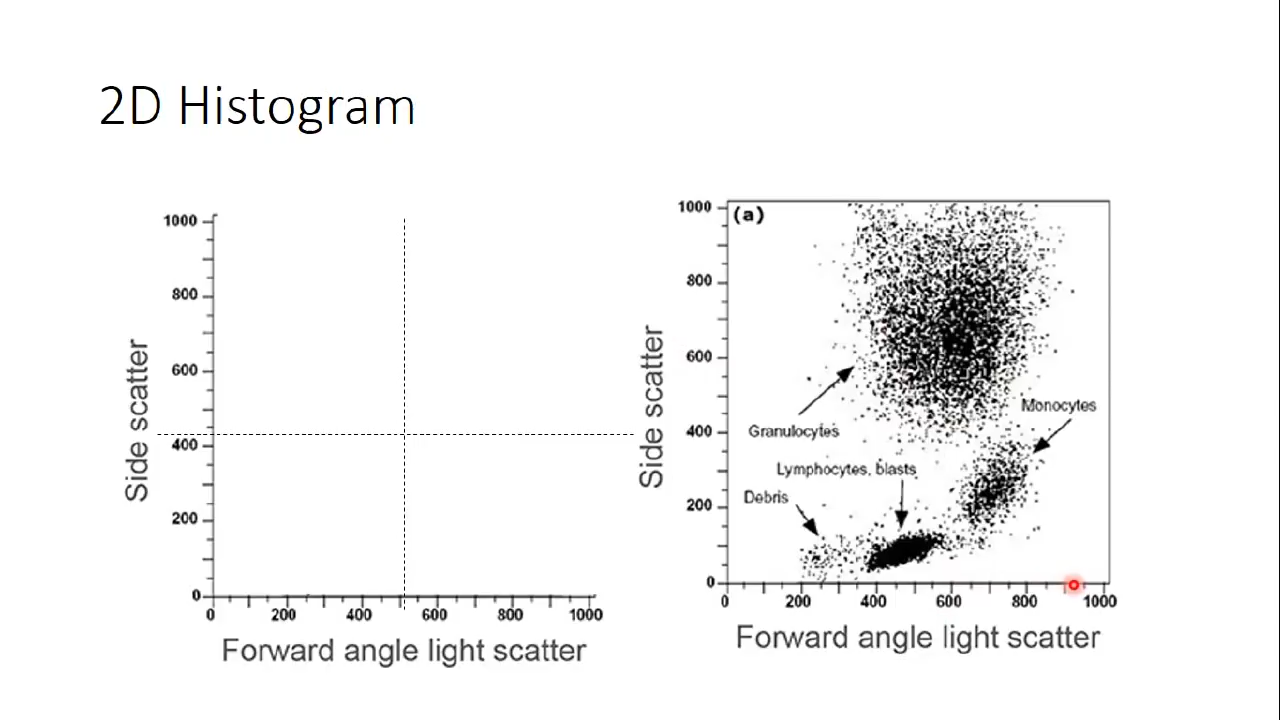 2D Histogram
1000
800
600
400
200
0
Side scatter
0 200 400 600 800 1000
Forward angle light scatter
(a)
1000
800
600
400
200
0
Side scatter
Monocytes
Granulocytes
Lymphocytes, blasts
Debris
0 200 400 600 800 1000
Forward angle light scatter